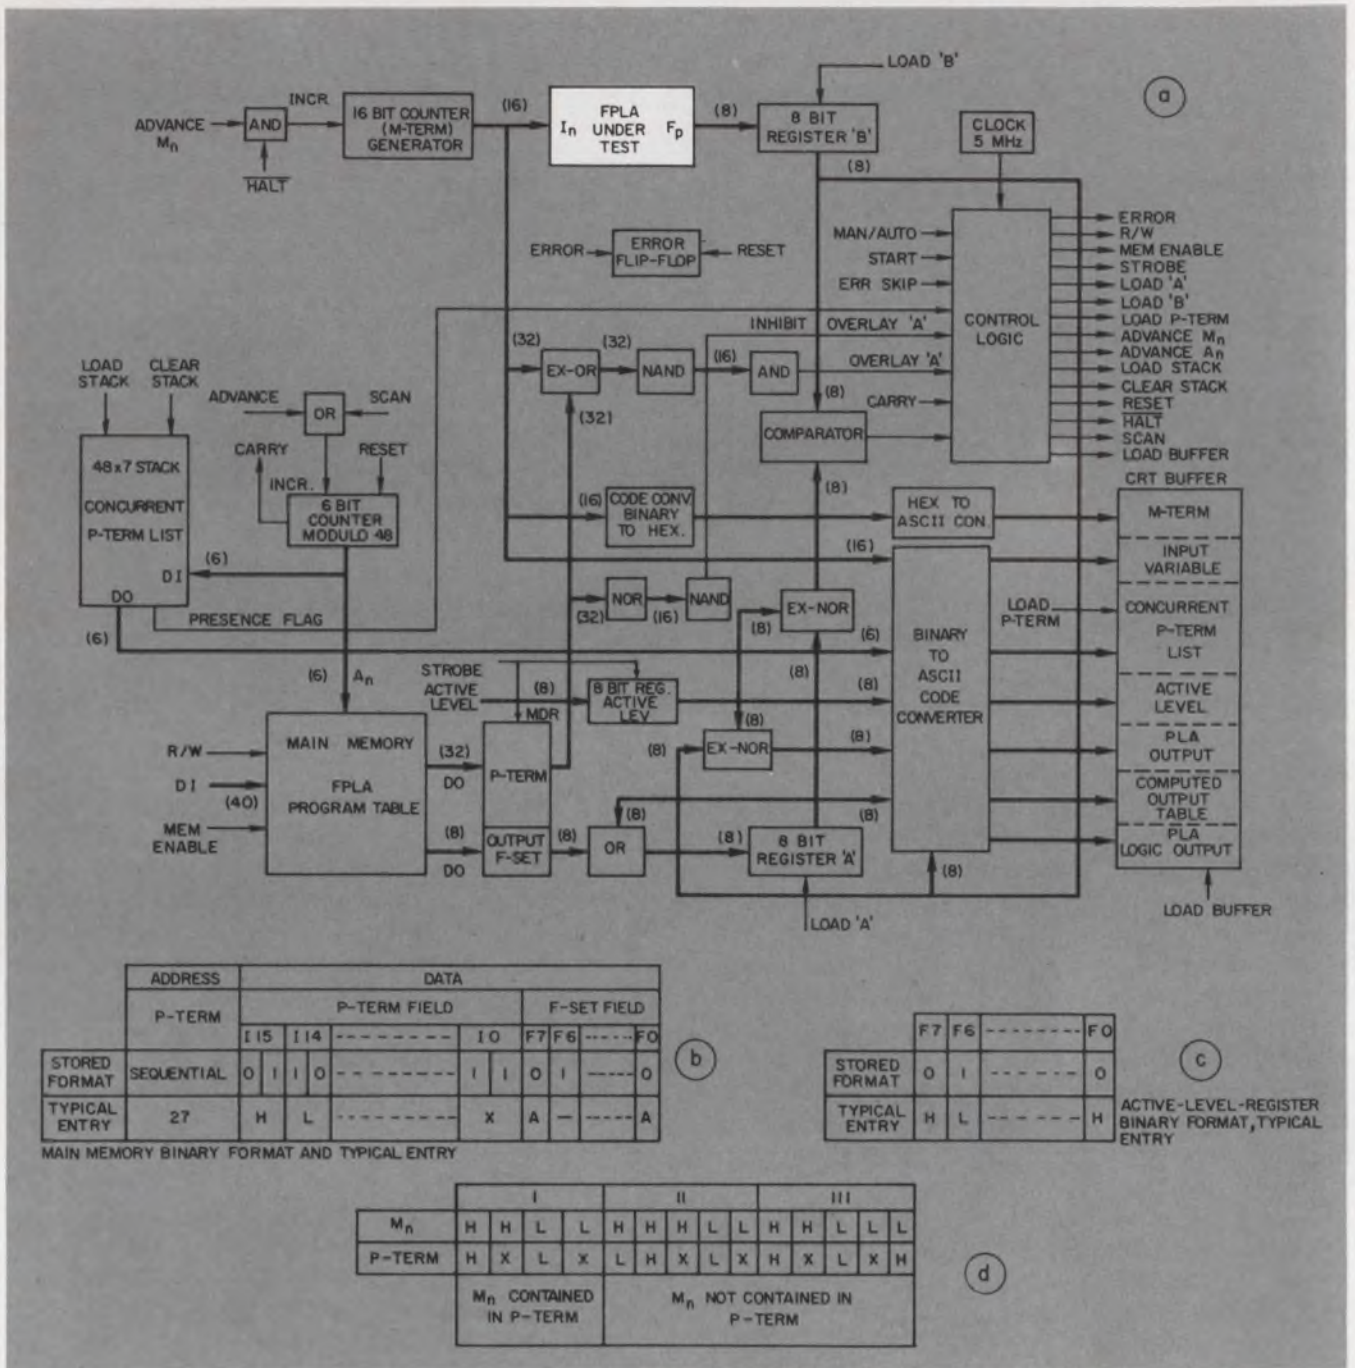 LOAD 'B'
a
ADVANCE
Mn
AND
INCR.
16 BIT COUNTER
(M-TERM)
GENERATOR
HALT
(16)
In
FPLA
UNDER
TEST
Fp
(8)
8 BIT
REGISTER 'B'
(8)
CLOCK
5 MHz
ERROR
ERROR
FLIP-FLOP
RESET
MAN/AUTO
START
ERR SKIP
INHIBIT OVERLAY 'A'
OVERLAY 'A'
CARRY
CONTROL
LOGIC
ERROR
R/W
MEM ENABLE
STROBE
LOAD 'A'
LOAD 'B'
LOAD P-TERM
ADVANCE Mn
ADVANCE An
LOAD STACK
CLEAR STACK
RESET
HALT
SCAN
LOAD BUFFER
(32)
EX-OR
(32)
NAND
(16)
AND
(32)
(8)
COMPARATOR
(8)
LOAD
STACK
CLEAR
STACK
48x7 STACK
CONCURRENT
P-TERM LIST
DI
DO
ADVANCE
OR
SCAN
CARRY
INCR.
RESET
6 BIT
COUNTER
MODULO 48
(6)
PRESENCE FLAG
(6)
(6) An
(16)
CODE CONV.
BINARY
TO HEX.
HEX TO
ASCII CON.
(16)
NOR
(32)
(16)
NAND
EX-NOR
(8)
(6)
(8)
BINARY
TO
ASCII
CODE
CONVERTER
CRT BUFFER
M-TERM
INPUT
VARIABLE
LOAD
P-TERM
CONCURRENT
P-TERM
LIST
ACTIVE
LEVEL
PLA
OUTPUT
COMPUTED
OUTPUT
TABLE
PLA
LOGIC OUTPUT
LOAD BUFFER
STROBE
ACTIVE
LEVEL
(8)
MDR
8 BIT REG.
ACTIVE
LEV
(8)
R/W
DI
(40)
MEM
ENABLE
MAIN MEMORY
FPLA
PROGRAM TABLE
(32)
DO
P-TERM
(8)
DO
OUTPUT
F-SET
(8)
(8)
OR
(8)
EX-NOR
(8)
(8)
(8)
8 BIT
REGISTER 'A'
(8)
(8)
LOAD 'A'
ADDRESS DATA
P-TERM P-TERM FIELD F-SET FIELD
I 15 I 14 --------- I 0 F7 F6 ------ F0
STORED
FORMAT SEQUENTIAL 0 1 1 0 --------- 1 1 0 1 ----- 0
TYPICAL
ENTRY 27 H L --------- X A — ------ A
MAIN MEMORY BINARY FORMAT AND TYPICAL ENTRY
b
F7 F6 --------- F0
STORED
FORMAT 0 1 --------- 0
TYPICAL
ENTRY H L -------- H
c
ACTIVE-LEVEL-REGISTER
BINARY FORMAT, TYPICAL
ENTRY
I II III
Mn H H L L H H H L L H H L L L
P-TERM H X L X L H X L X H X L X H
Mn CONTAINED
IN P-TERM
Mn NOT CONTAINED IN
P-TERM
d